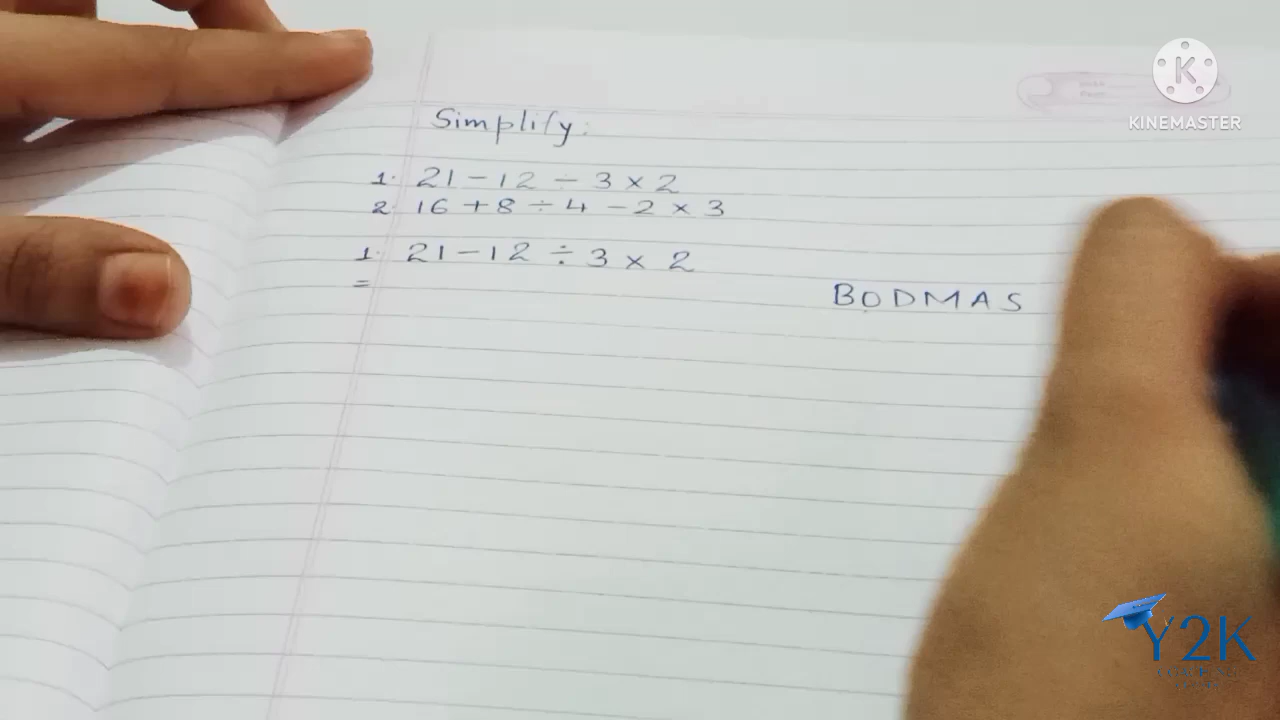 KINEMASTER
Simplify:
1. 21 - 12 ÷ 3 × 2
2. 16 + 8 ÷ 4 - 2 × 3
1. 21 - 12 ÷ 3 × 2
=
BODMAS
Y2K